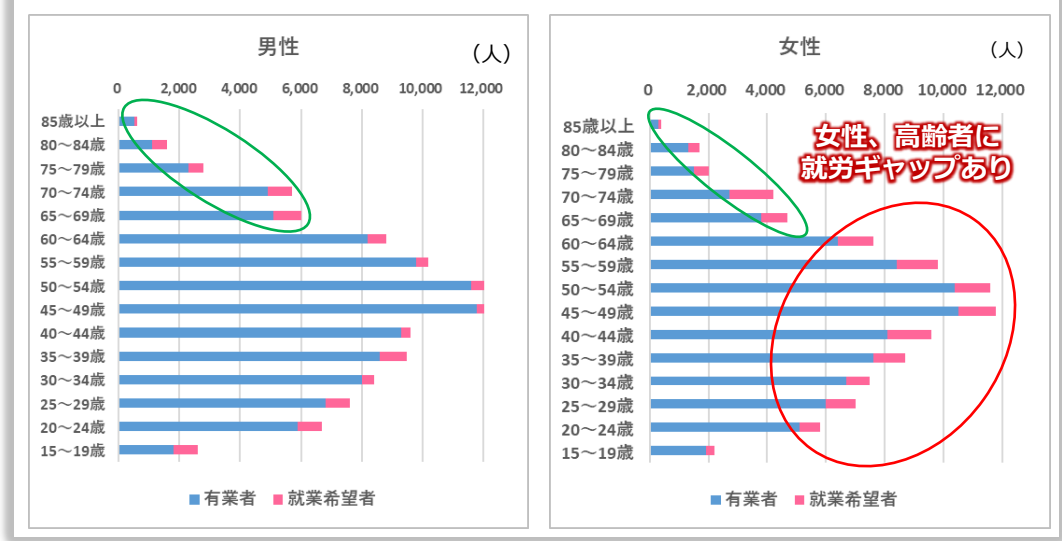 男性
（人）
0 2,000 4,000 6,000 8,000 10,000 12,000
85歳以上
80～84歳
75～79歳
70～74歳
65～69歳
60～64歳
55～59歳
50～54歳
45～49歳
40～44歳
35～39歳
30～34歳
25～29歳
20～24歳
15～19歳
有業者 就業希望者
女性
（人）
0 2,000 4,000 6,000 8,000 10,000 12,000
女性、高齢者に
就労ギャップあり
85歳以上
80～84歳
75～79歳
70～74歳
65～69歳
60～64歳
55～59歳
50～54歳
45～49歳
40～44歳
35～39歳
30～34歳
25～29歳
20～24歳
15～19歳
有業者 就業希望者